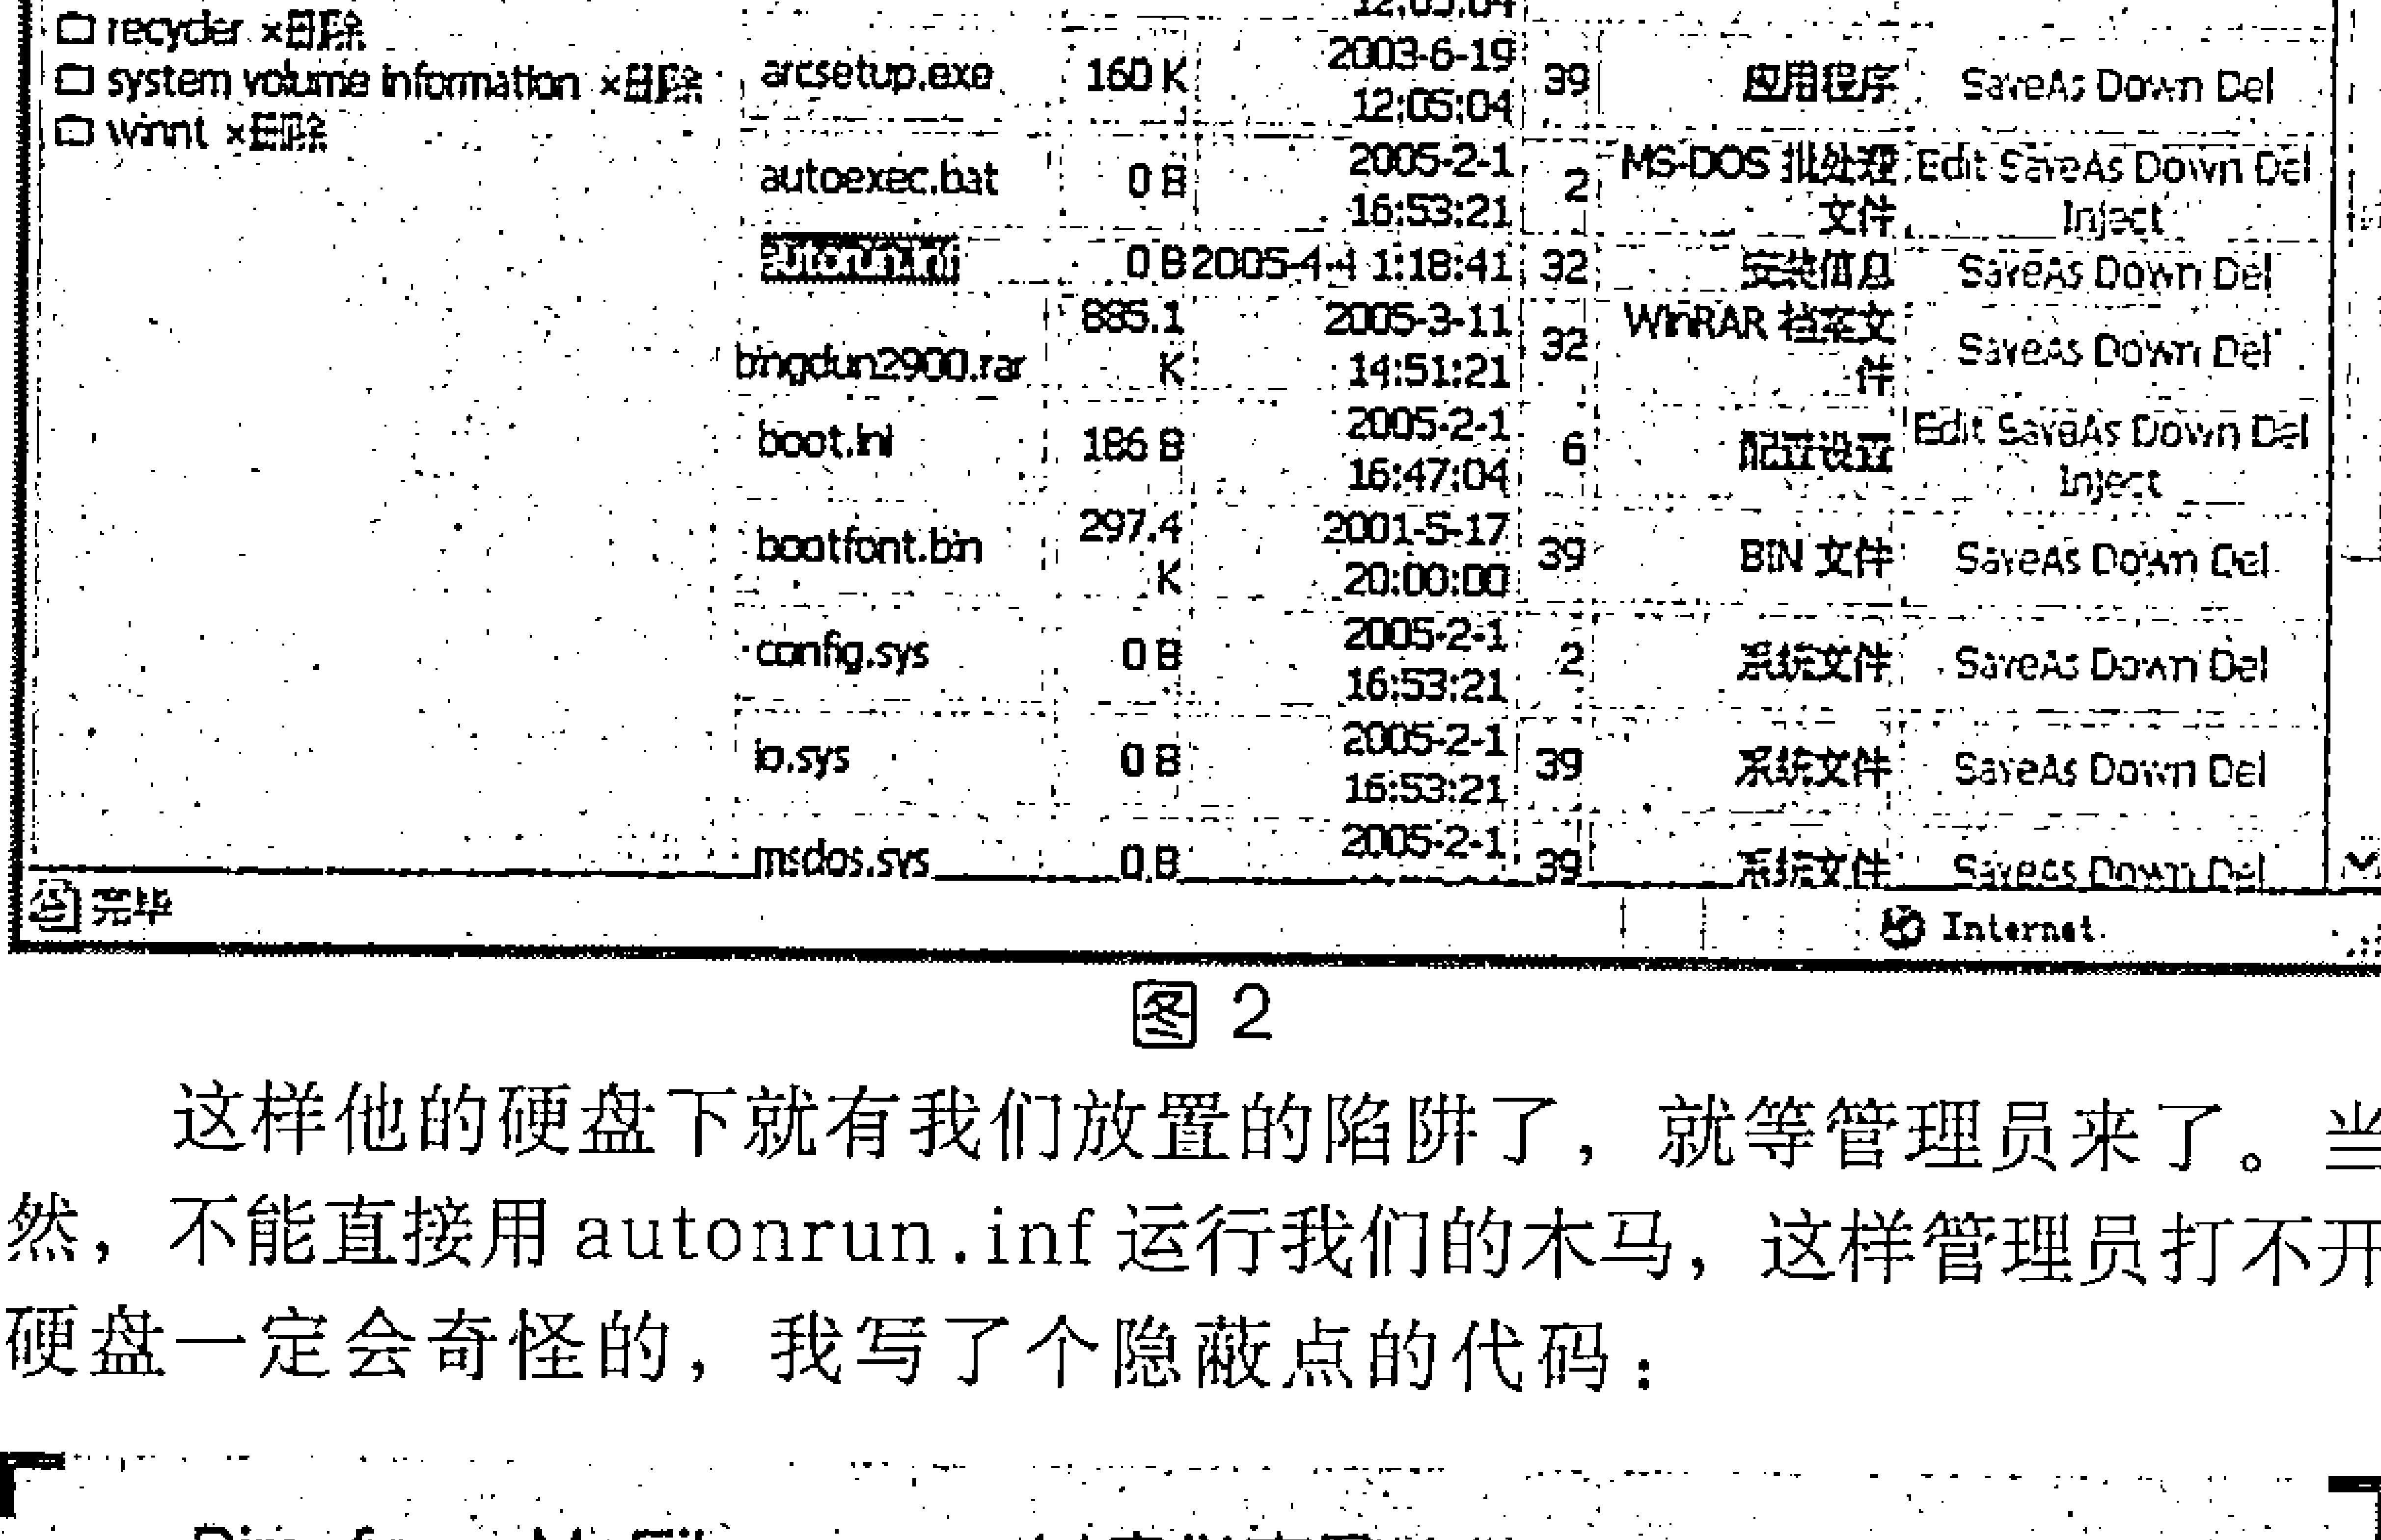 recycler ×删除
system volume information ×删除
winnt ×删除
12:05:04
arcsetup.exe 160 K 2003-6-19 12:05:04 39 应用程序 SaveAs Down Del
autoexec.bat 0 B 2005-2-1 16:53:21 2 MS-DOS 批处理文件 Edit SaveAs Down Del Inject
autorun.inf 0 B 2005-4-4 1:18:41 32 安装信息 SaveAs Down Del
bingdun2900.rar 885.1 K 2005-3-11 14:51:21 32 WinRAR 档案文件 SaveAs Down Del
boot.ini 186 B 2005-2-1 16:47:04 6 配置设置 Edit SaveAs Down Del Inject
bootfont.bin 297.4 K 2001-5-17 20:00:00 39 BIN 文件 SaveAs Down Del
config.sys 0 B 2005-2-1 16:53:21 2 系统文件 SaveAs Down Del
io.sys 0 B 2005-2-1 16:53:21 39 系统文件 SaveAs Down Del
msdos.sys 0 B 2005-2-1 39 系统文件 SaveAs Down Del
完毕 Internet
图 2
这样他的硬盘下就有我们放置的陷阱了，就等管理员来了。当
然，不能直接用 autonrun.inf 运行我们的木马，这样管理员打不开
硬盘一定会奇怪的，我写了个隐蔽点的代码：